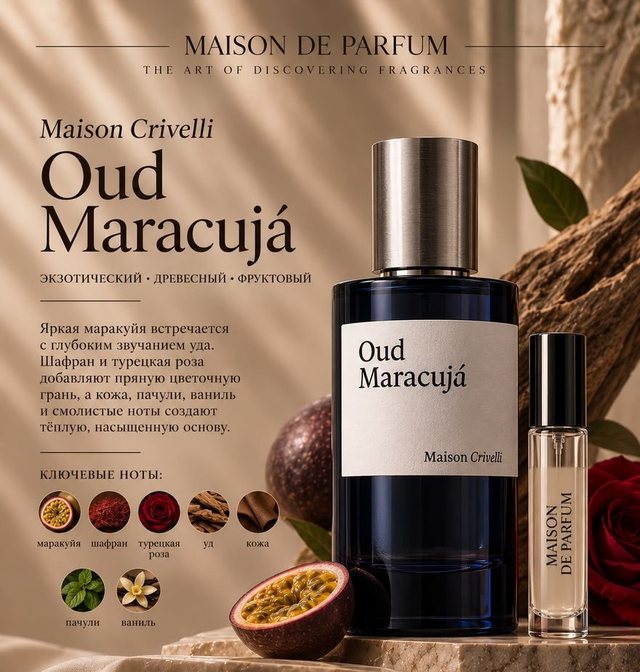 MAISON DE PARFUM
THE ART OF DISCOVERING FRAGRANCES
Maison Crivelli
Oud
Maracujá
ЭКЗОТИЧЕСКИЙ • ДРЕВЕСНЫЙ • ФРУКТОВЫЙ
Яркая маракуйя встречается
с глубоким звучанием уда.
Шафран и турецкая роза
добавляют пряную цветочную
грань, а кожа, пачули, ваниль
и смолистые ноты создают
тёплую, насыщенную основу.
КЛЮЧЕВЫЕ НОТЫ:
маракуйя
шафран
турецкая
роза
уд
кожа
пачули
ваниль
Oud
Maracujá
Maison Crivelli
MAISON
DE PARFUM